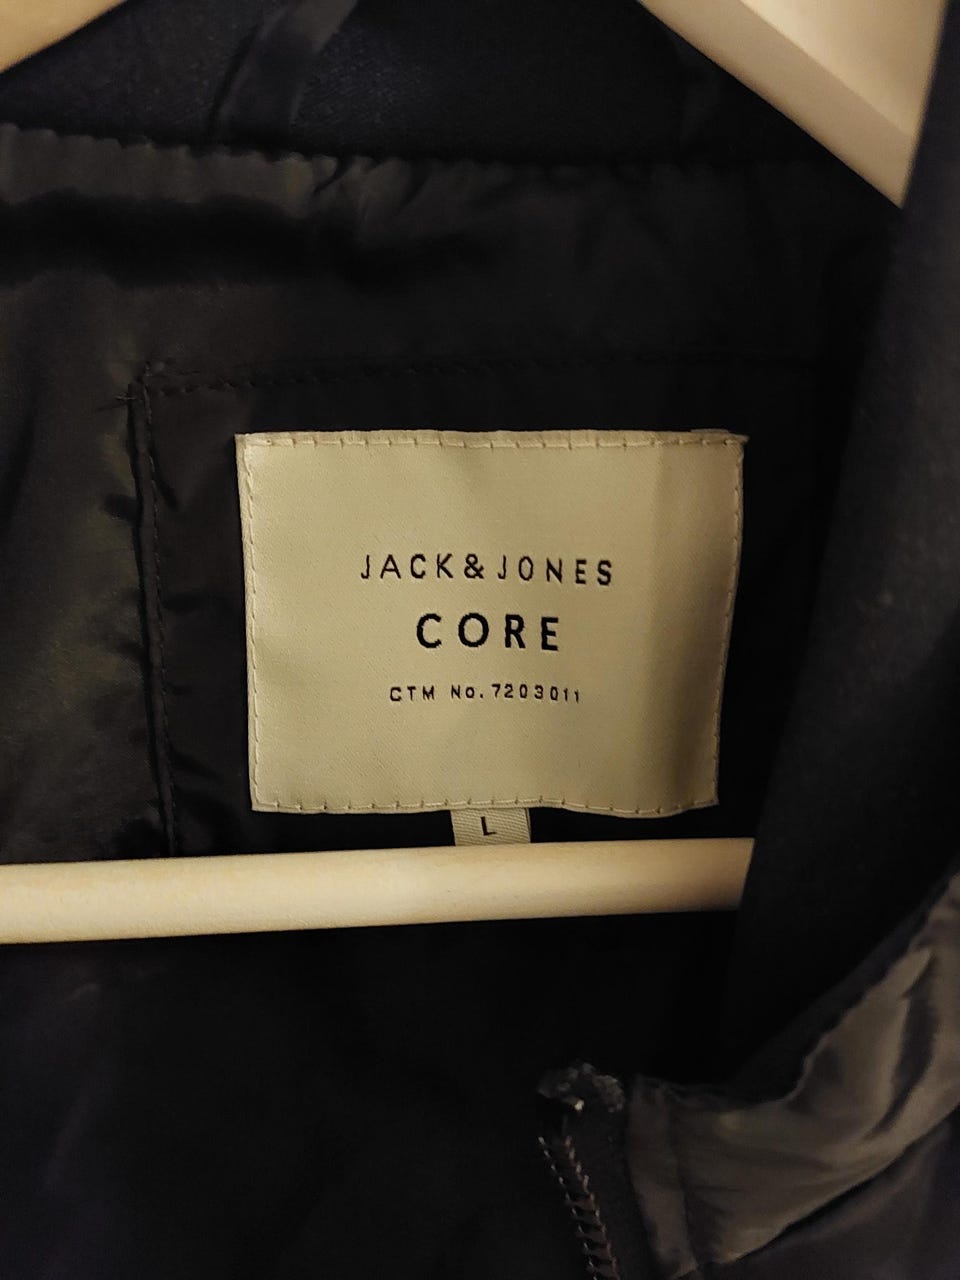 JACK & JONES
CORE
CTM No. 7203011
L